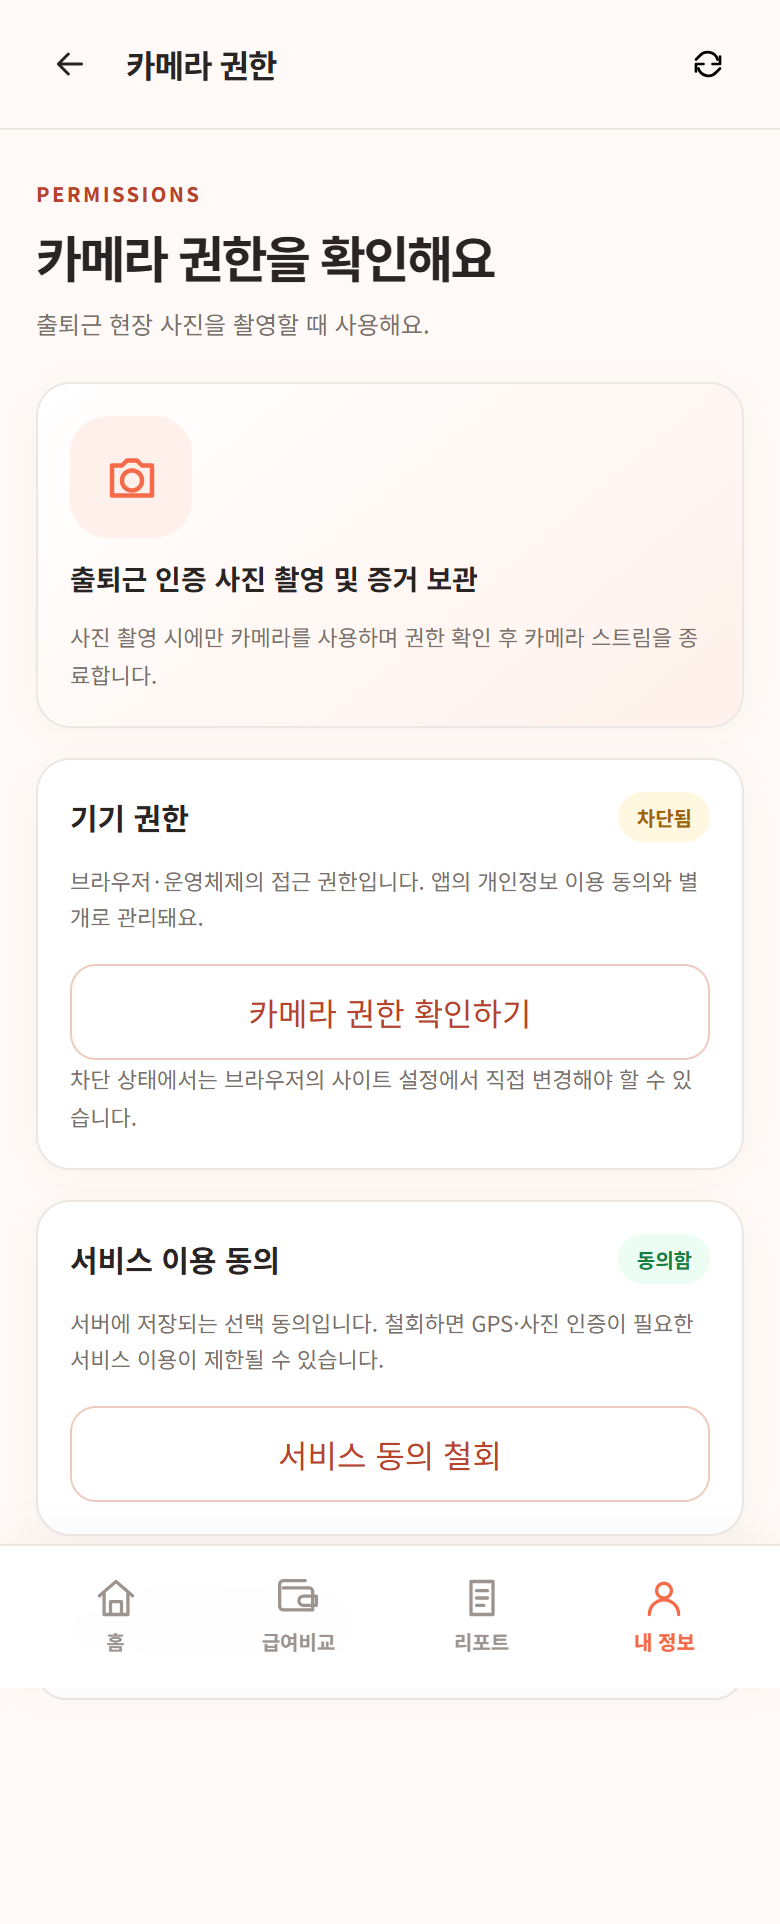 카메라 권한
PERMISSIONS
카메라 권한을 확인해요
출퇴근 현장 사진을 촬영할 때 사용해요.
출퇴근 인증 사진 촬영 및 증거 보관
사진 촬영 시에만 카메라를 사용하며 권한 확인 후 카메라 스트림을 종
료합니다.
기기 권한
차단됨
브라우저·운영체제의 접근 권한입니다. 앱의 개인정보 이용 동의와 별
개로 관리돼요.
카메라 권한 확인하기
차단 상태에서는 브라우저의 사이트 설정에서 직접 변경해야 할 수 있
습니다.
서비스 이용 동의
동의함
서버에 저장되는 선택 동의입니다. 철회하면 GPS·사진 인증이 필요한
서비스 이용이 제한될 수 있습니다.
서비스 동의 철회
홈
급여비교
리포트
내 정보